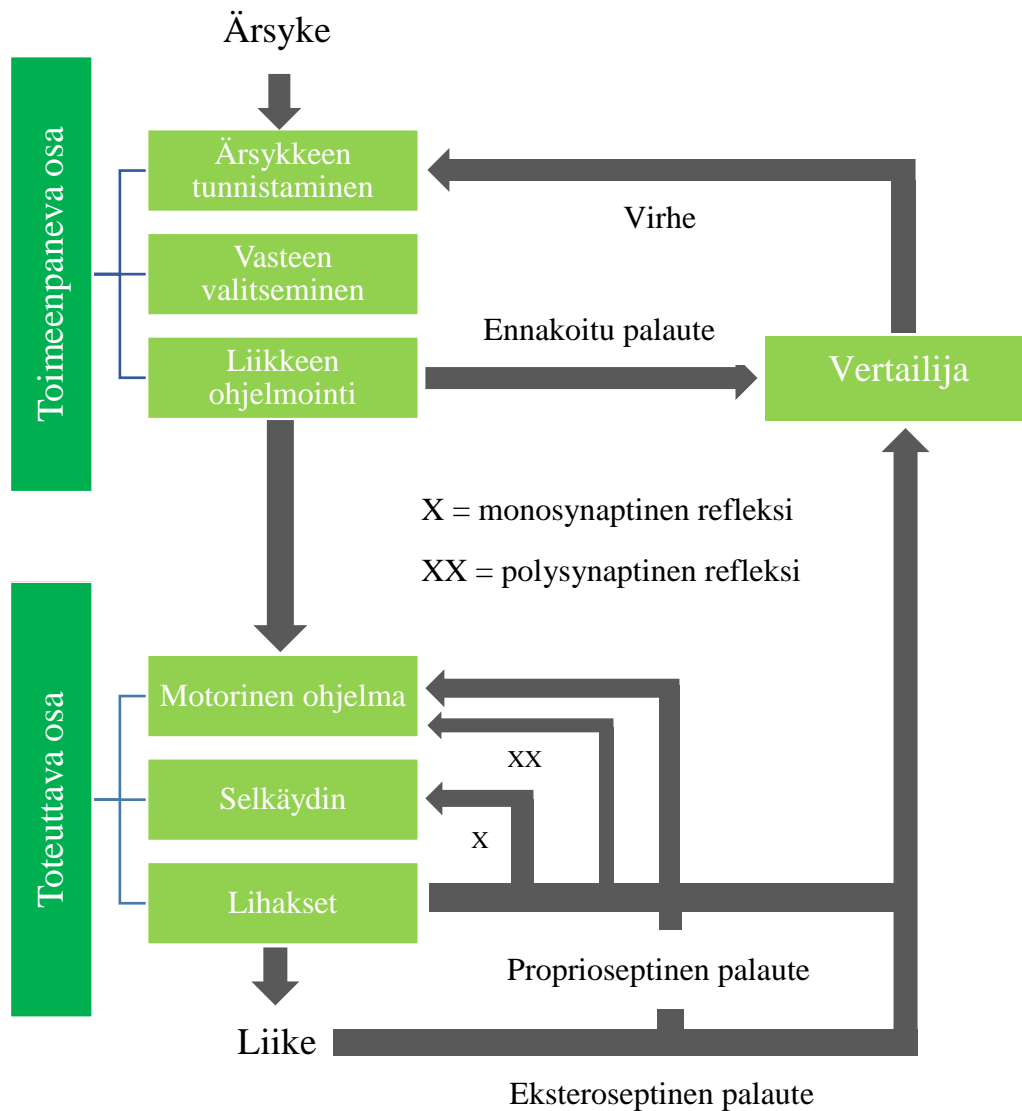 Ärsyke
Toimeenpaneva osa
Ärsykkeen
tunnistaminen
Virhe
Vasteen
valitseminen
Ennakoitu palaute
Liikkeen
ohjelmointi
Vertailija
X = monosynaptinen refleksi
XX = polysynaptinen refleksi
Toteuttava osa
Motorinen ohjelma
XX
Selkäydin
X
Lihakset
Proprioseptinen palaute
Liike
Eksteroseptinen palaute